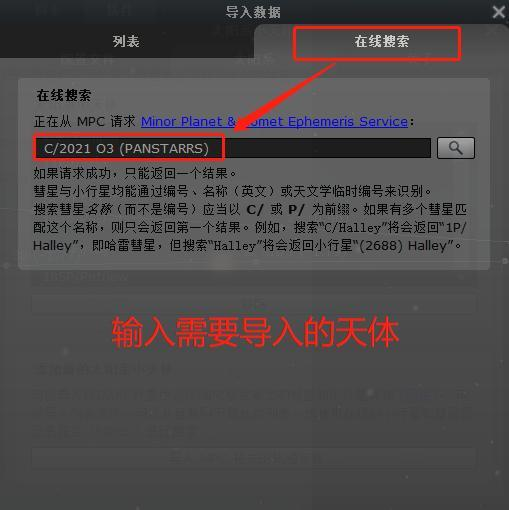 导入数据
列表
在线搜索
在线搜索
正在从 MPC 请求 Minor Planet & Comet Ephemeris Service：
C/2021 O3 (PANSTARRS)
如果请求成功，只能返回一个结果。
彗星与小行星均能通过编号、名称（英文）或天文学临时编号来识别。
搜索彗星名称（而不是编号）应当以 C/ 或 P/ 为前缀。如果有多个彗星匹
配这个名称，则只会返回第一个结果。例如，搜索“C/Halley”将会返回“1P/
Halley”，即哈雷彗星，但搜索“Halley”将会返回小行星“(2688) Halley”。
输入需要导入的天体